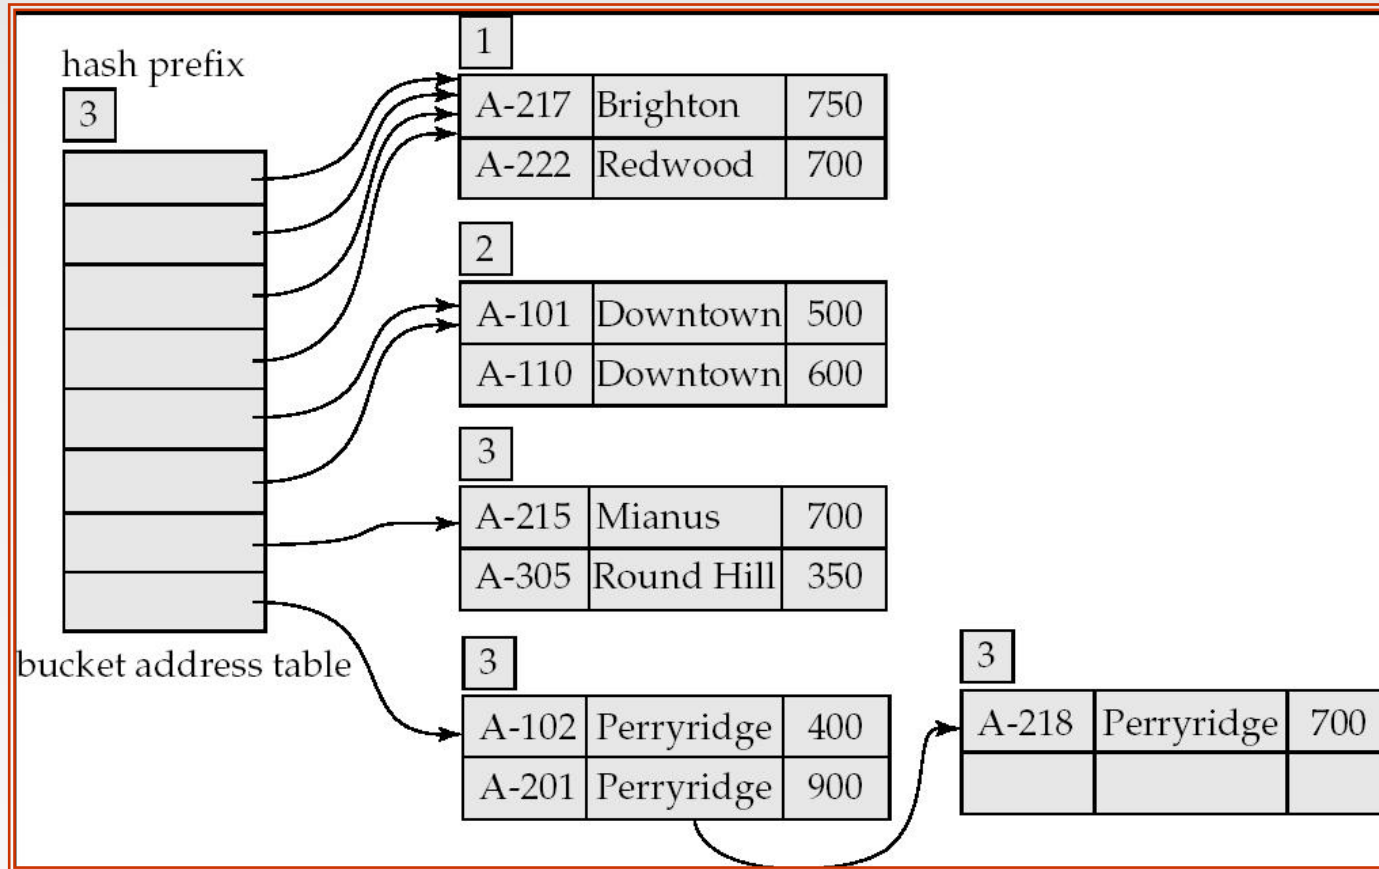 hash prefix
3
bucket address table
1
A-217 Brighton 750
A-222 Redwood 700
2
A-101 Downtown 500
A-110 Downtown 600
3
A-215 Mianus 700
A-305 Round Hill 350
3
A-102 Perryridge 400
A-201 Perryridge 900
3
A-218 Perryridge 700